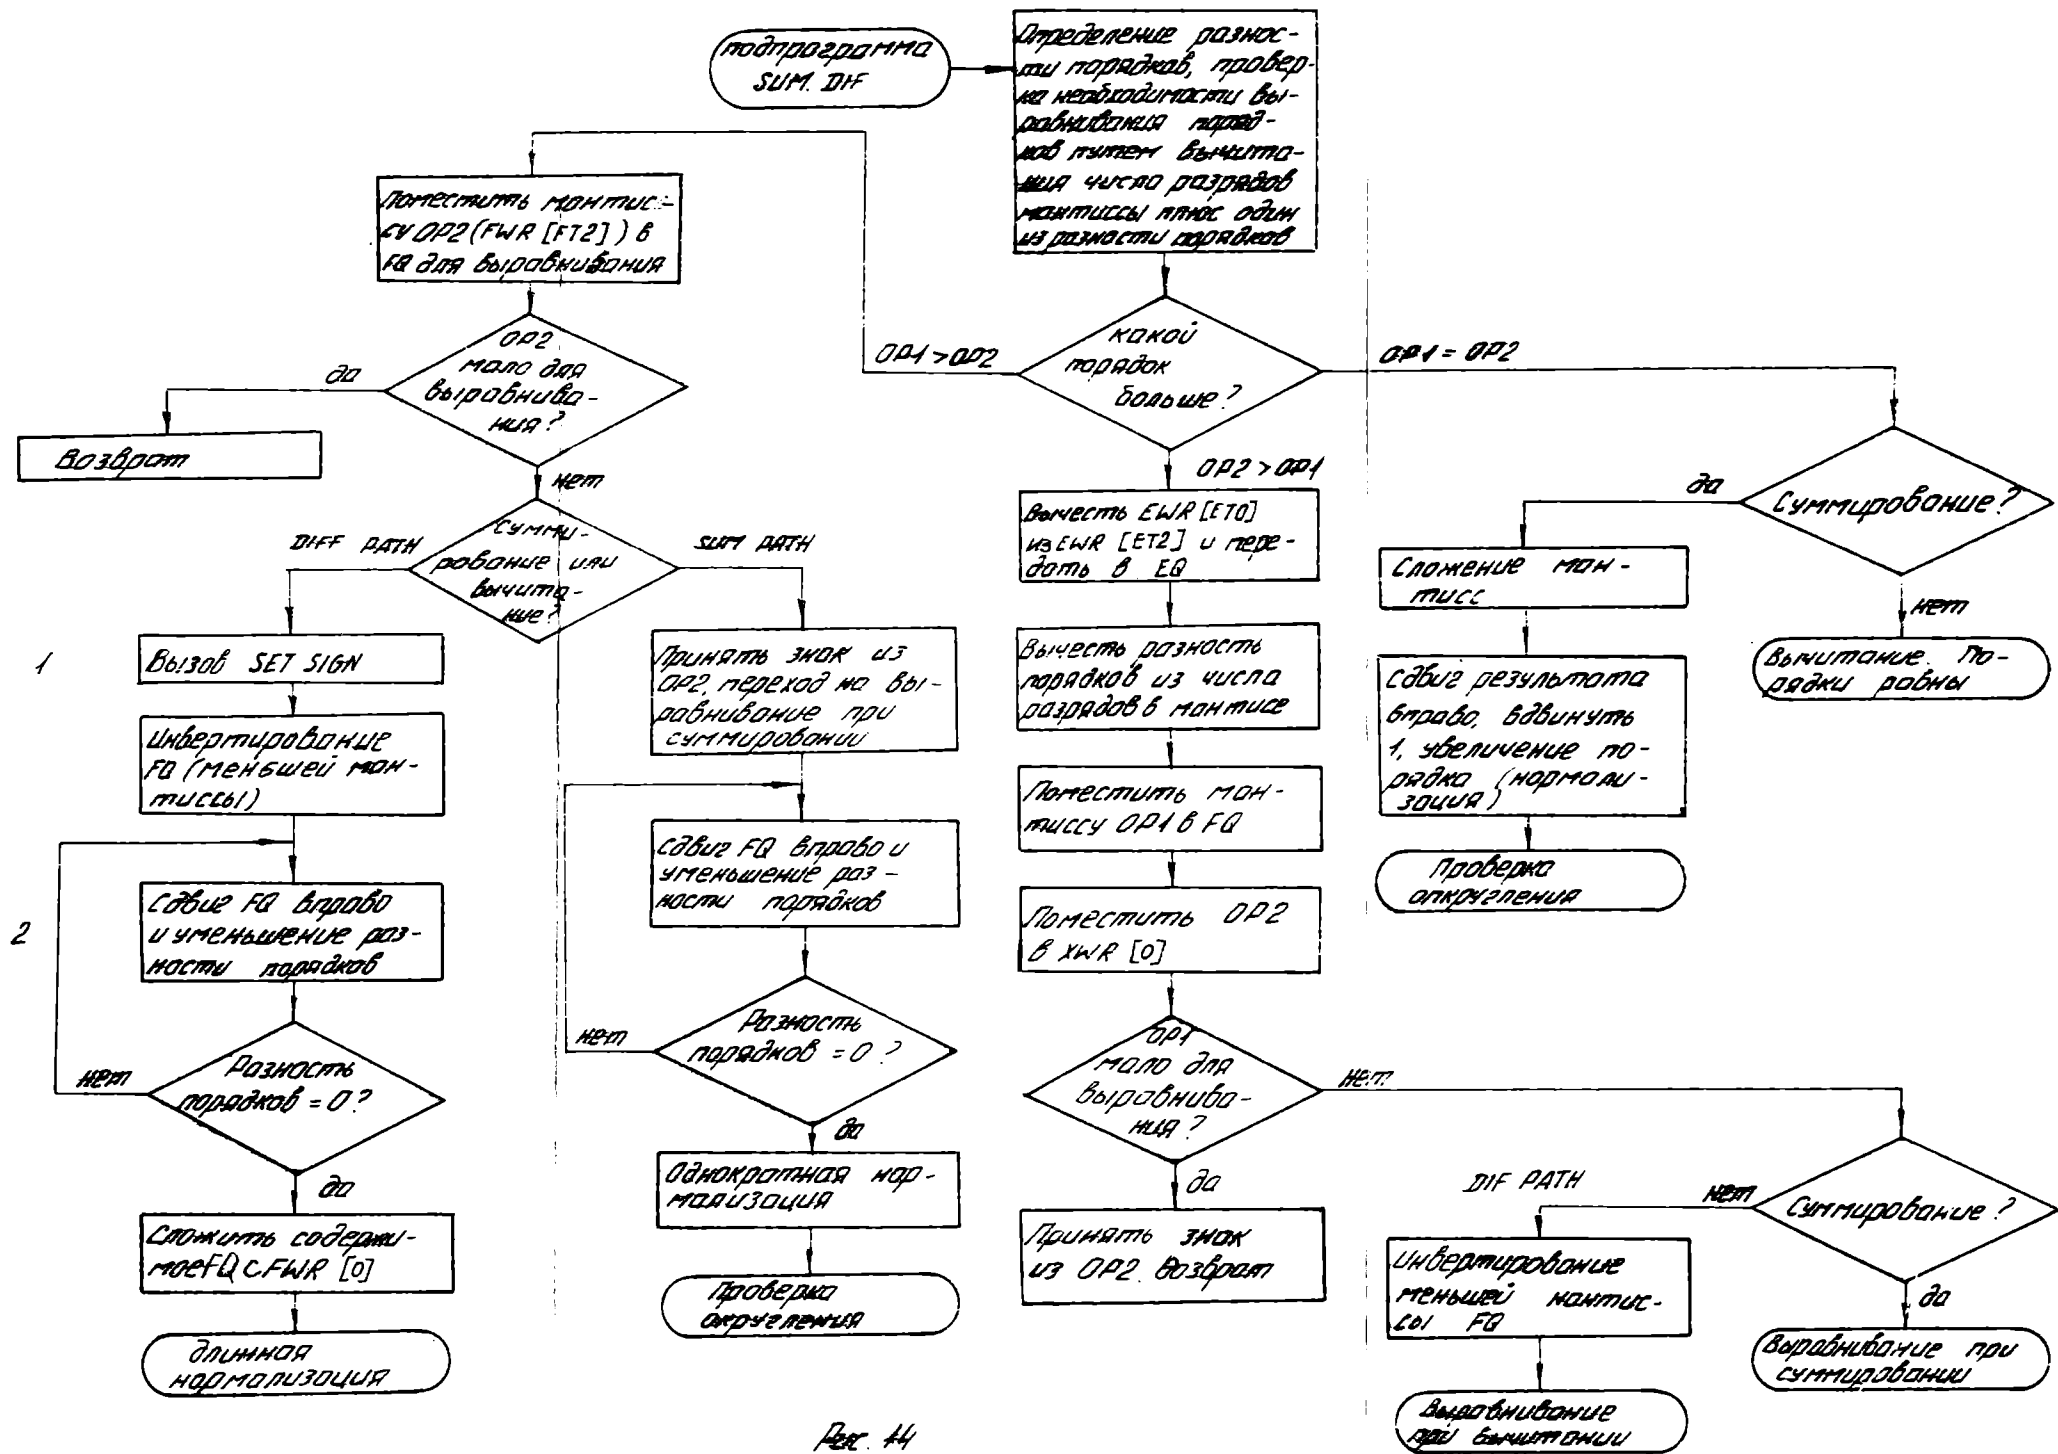 подпрограмма
SUM. DIF
Определение разнос-
ти порядков, провер-
ка необходимости вы-
равнивания поряд-
ков путем вычита-
ния числа разрядов
мантиссы плюс один
из разности порядков
Поместить мантис-
су OP2 (FWR [FT2]) в
FQ для выравнивания
OP2
мало для
выравнива-
ния?
да
Возврат
нет
OP1 > OP2
какой
порядок
больше?
OP1 = OP2
OP2 > OP1
Сумми-
рование или
вычита-
ние?
DIFF PATH
SUM PATH
1
Вызов SET SIGN
Инвертирование
FQ (меньшей ман-
тиссы)
2
Сдвиг FQ вправо
и уменьшение раз-
ности порядков
Разность
порядков = 0?
нет
да
Сложить содержи-
мое FQ с FWR [0]
длинная
нормализация
Принять знак из
OP2, переход на вы-
равнивание при
суммировании
сдвиг FQ вправо и
уменьшение раз-
ности порядков
Разность
порядков = 0?
нет
да
Однократная нор-
мализация
Проверка
округления
Вычесть EWR [ET0]
из EWR [ET2] и пере-
дать в EQ
Вычесть разность
порядков из числа
разрядов в мантисе
Поместить ман-
тиссу OP1 в FQ
Поместить OP2
в XWR [0]
OP1
мало для
выравнива-
ния?
нет
да
Принять знак
из OP2. Возврат
Суммирование?
да
нет
Сложение ман-
тисс
сдвиг результата
вправо, вдвинуть
1, увеличение по-
рядка (нормали-
зация)
Проверка
опкругления
Вычитание. По-
рядки равны
Суммирование?
DIF PATH
нет
да
Инвертирование
меньшей мантис-
сы FQ
Выравнивание
при вычитании
Выравнивание при
суммировании
Рис. 14